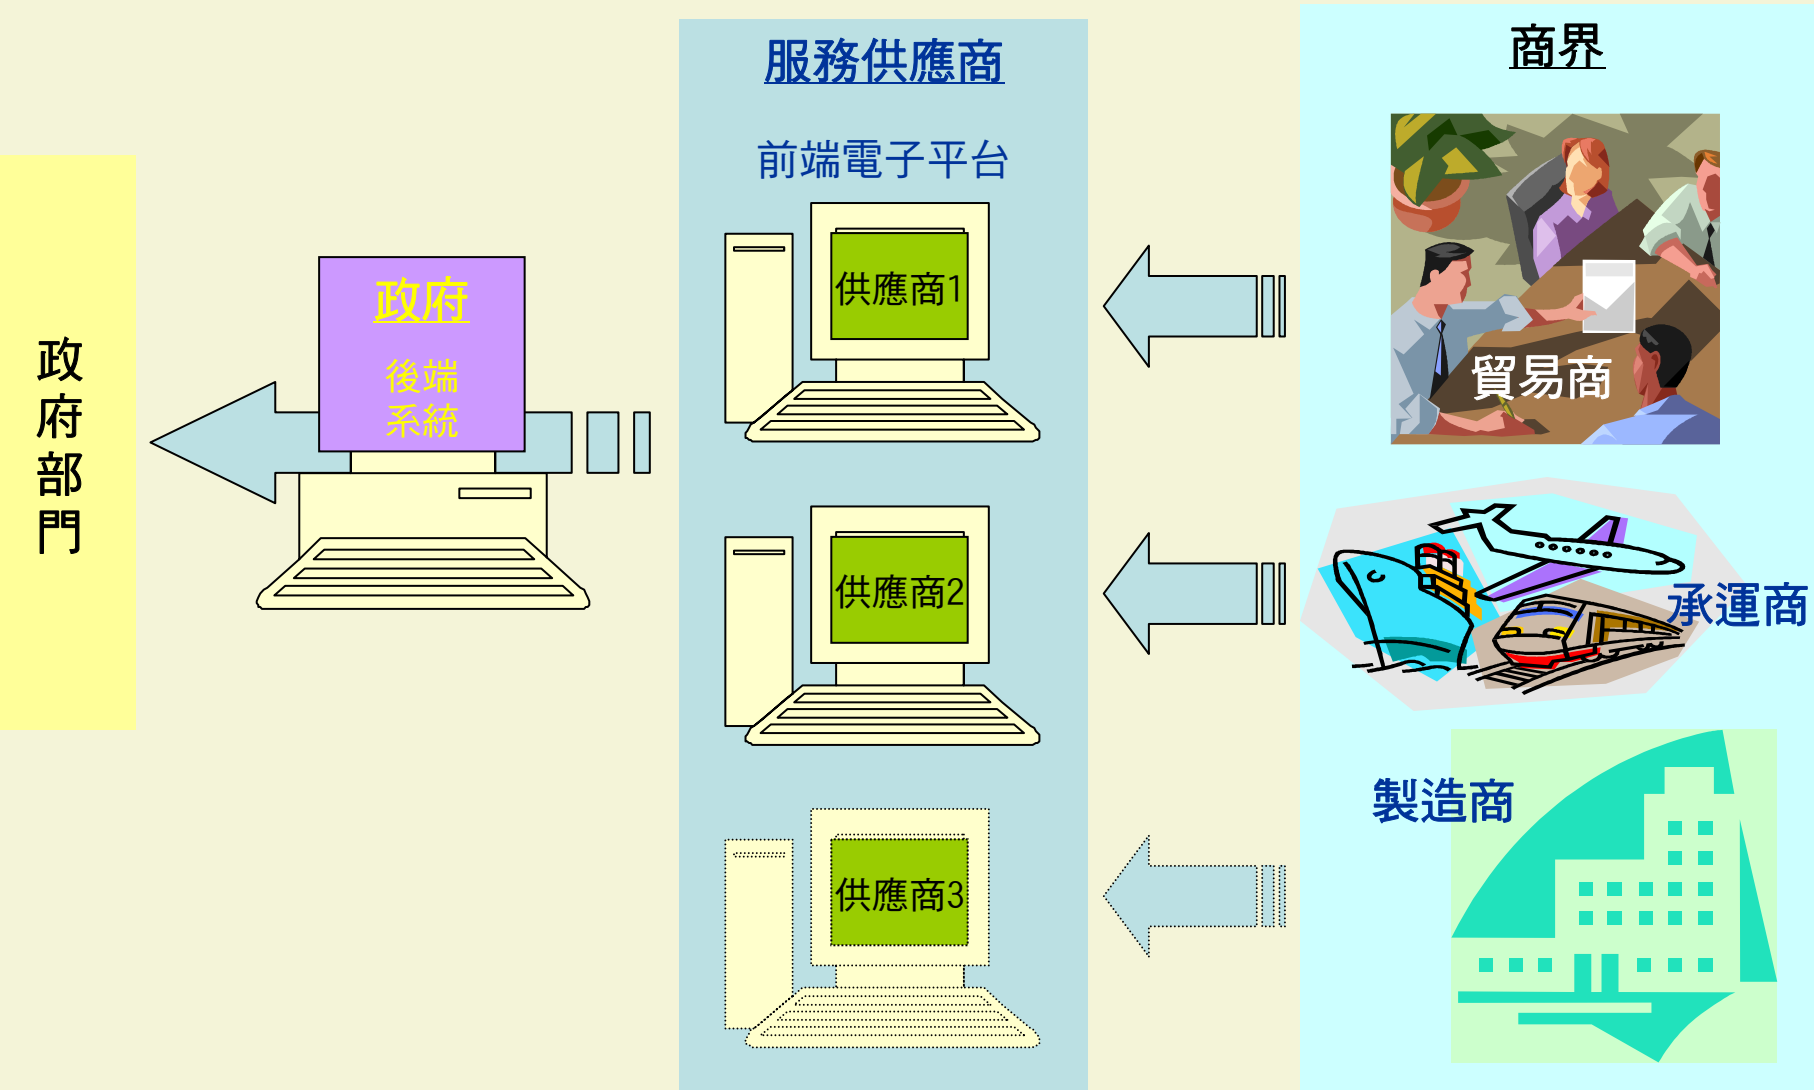 服務供應商
前端電子平台
供應商1
供應商2
供應商3
商界
貿易商
承運商
製造商
政府
後端
系統
政
府
部
門